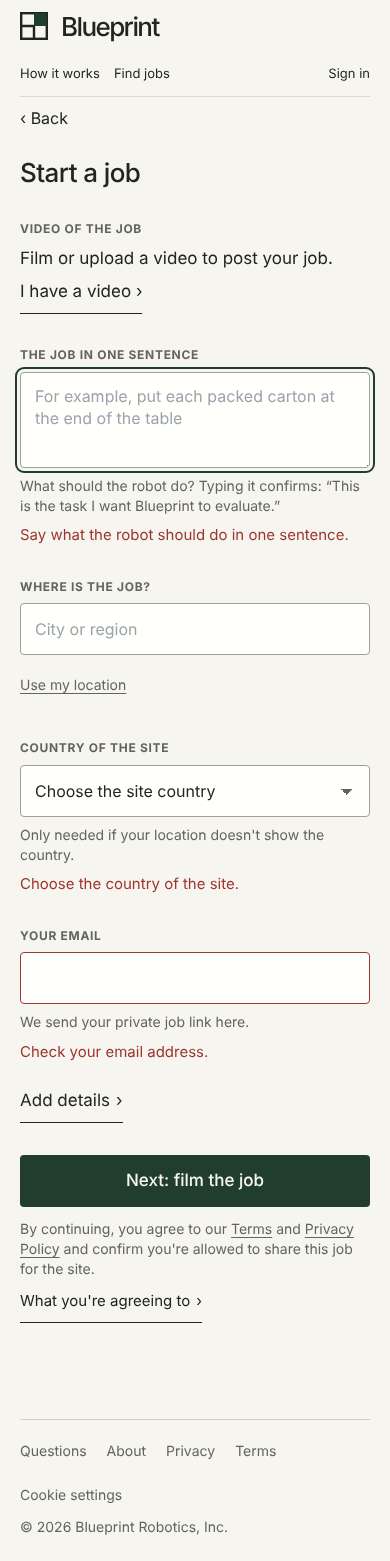 Blueprint
How it works Find jobs Sign in
‹ Back
Start a job
VIDEO OF THE JOB
Film or upload a video to post your job.
I have a video ›
THE JOB IN ONE SENTENCE
For example, put each packed carton at
the end of the table
What should the robot do? Typing it confirms: “This
is the task I want Blueprint to evaluate.”
Say what the robot should do in one sentence.
WHERE IS THE JOB?
City or region
Use my location
COUNTRY OF THE SITE
Choose the site country
Only needed if your location doesn't show the
country.
Choose the country of the site.
YOUR EMAIL
We send your private job link here.
Check your email address.
Add details ›
Next: film the job
By continuing, you agree to our Terms and Privacy
Policy and confirm you're allowed to share this job
for the site.
What you're agreeing to ›
Questions About Privacy Terms
Cookie settings
© 2026 Blueprint Robotics, Inc.